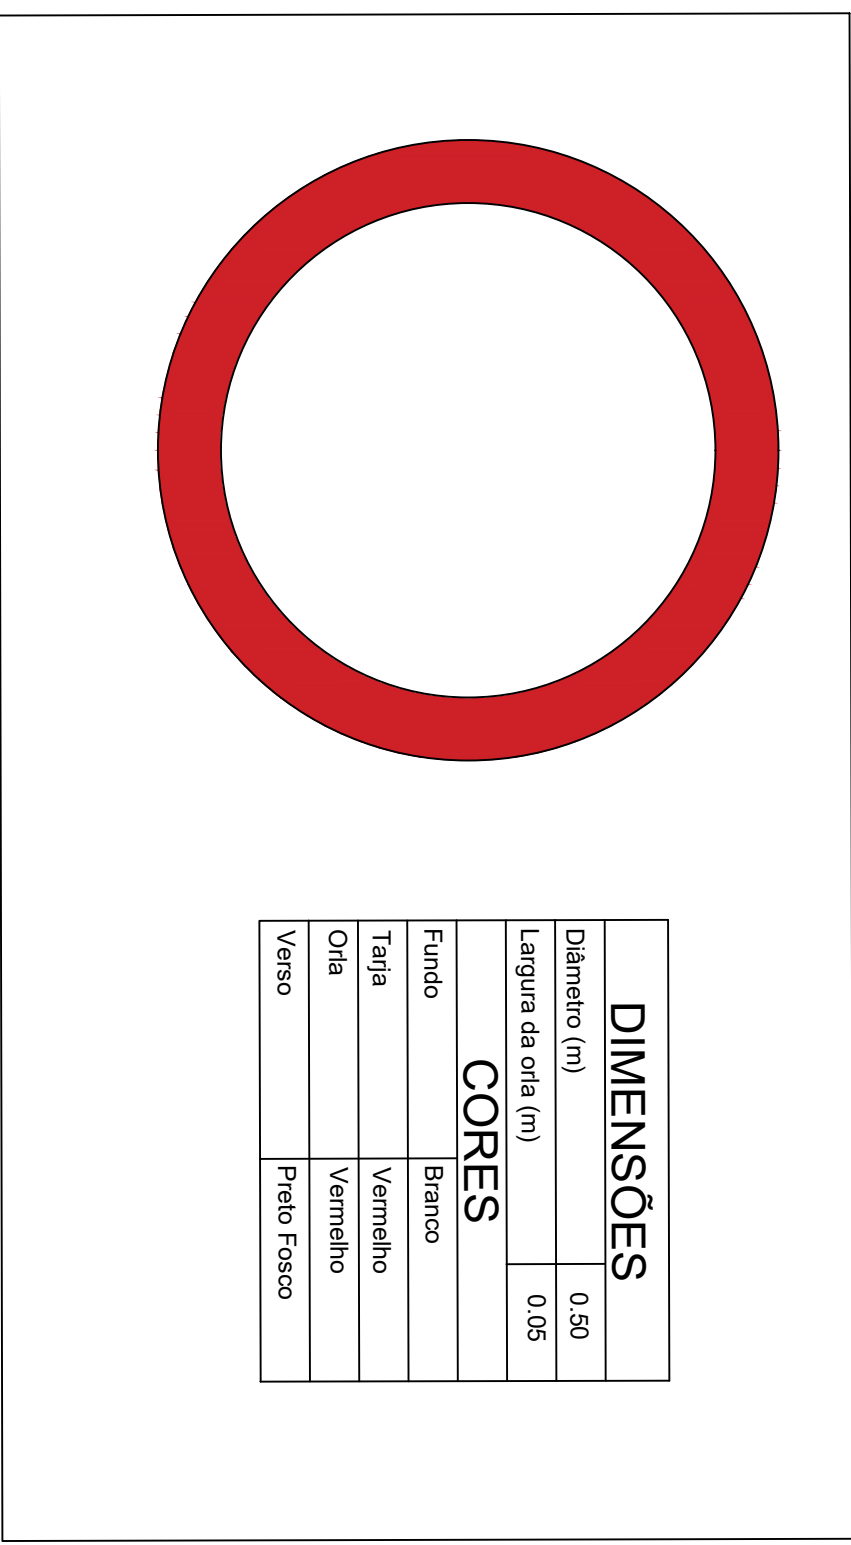 DIMENSÕES
Diâmetro (m) 0.50
Largura da orla (m) 0.05
CORES
Fundo Branco
Tarja Vermelho
Orla Vermelho
Verso Preto Fosco